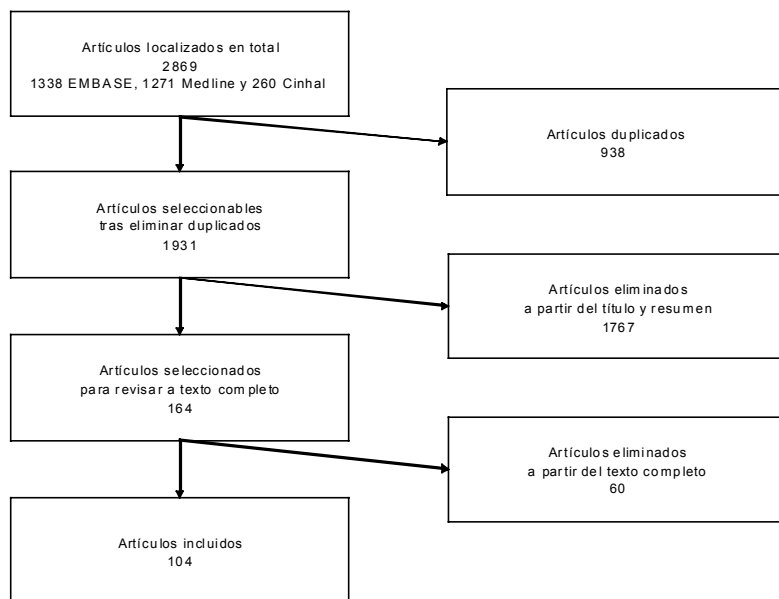 Artículos localizados en total
2869
1338 EMBASE, 1271 Medline y 260 Cinhal
Artículos duplicados
938
Artículos seleccionables
tras eliminar duplicados
1931
Artículos eliminados
a partir del título y resumen
1767
Artículos seleccionados
para revisar a texto completo
164
Artículos eliminados
a partir del texto completo
60
Artículos incluidos
104